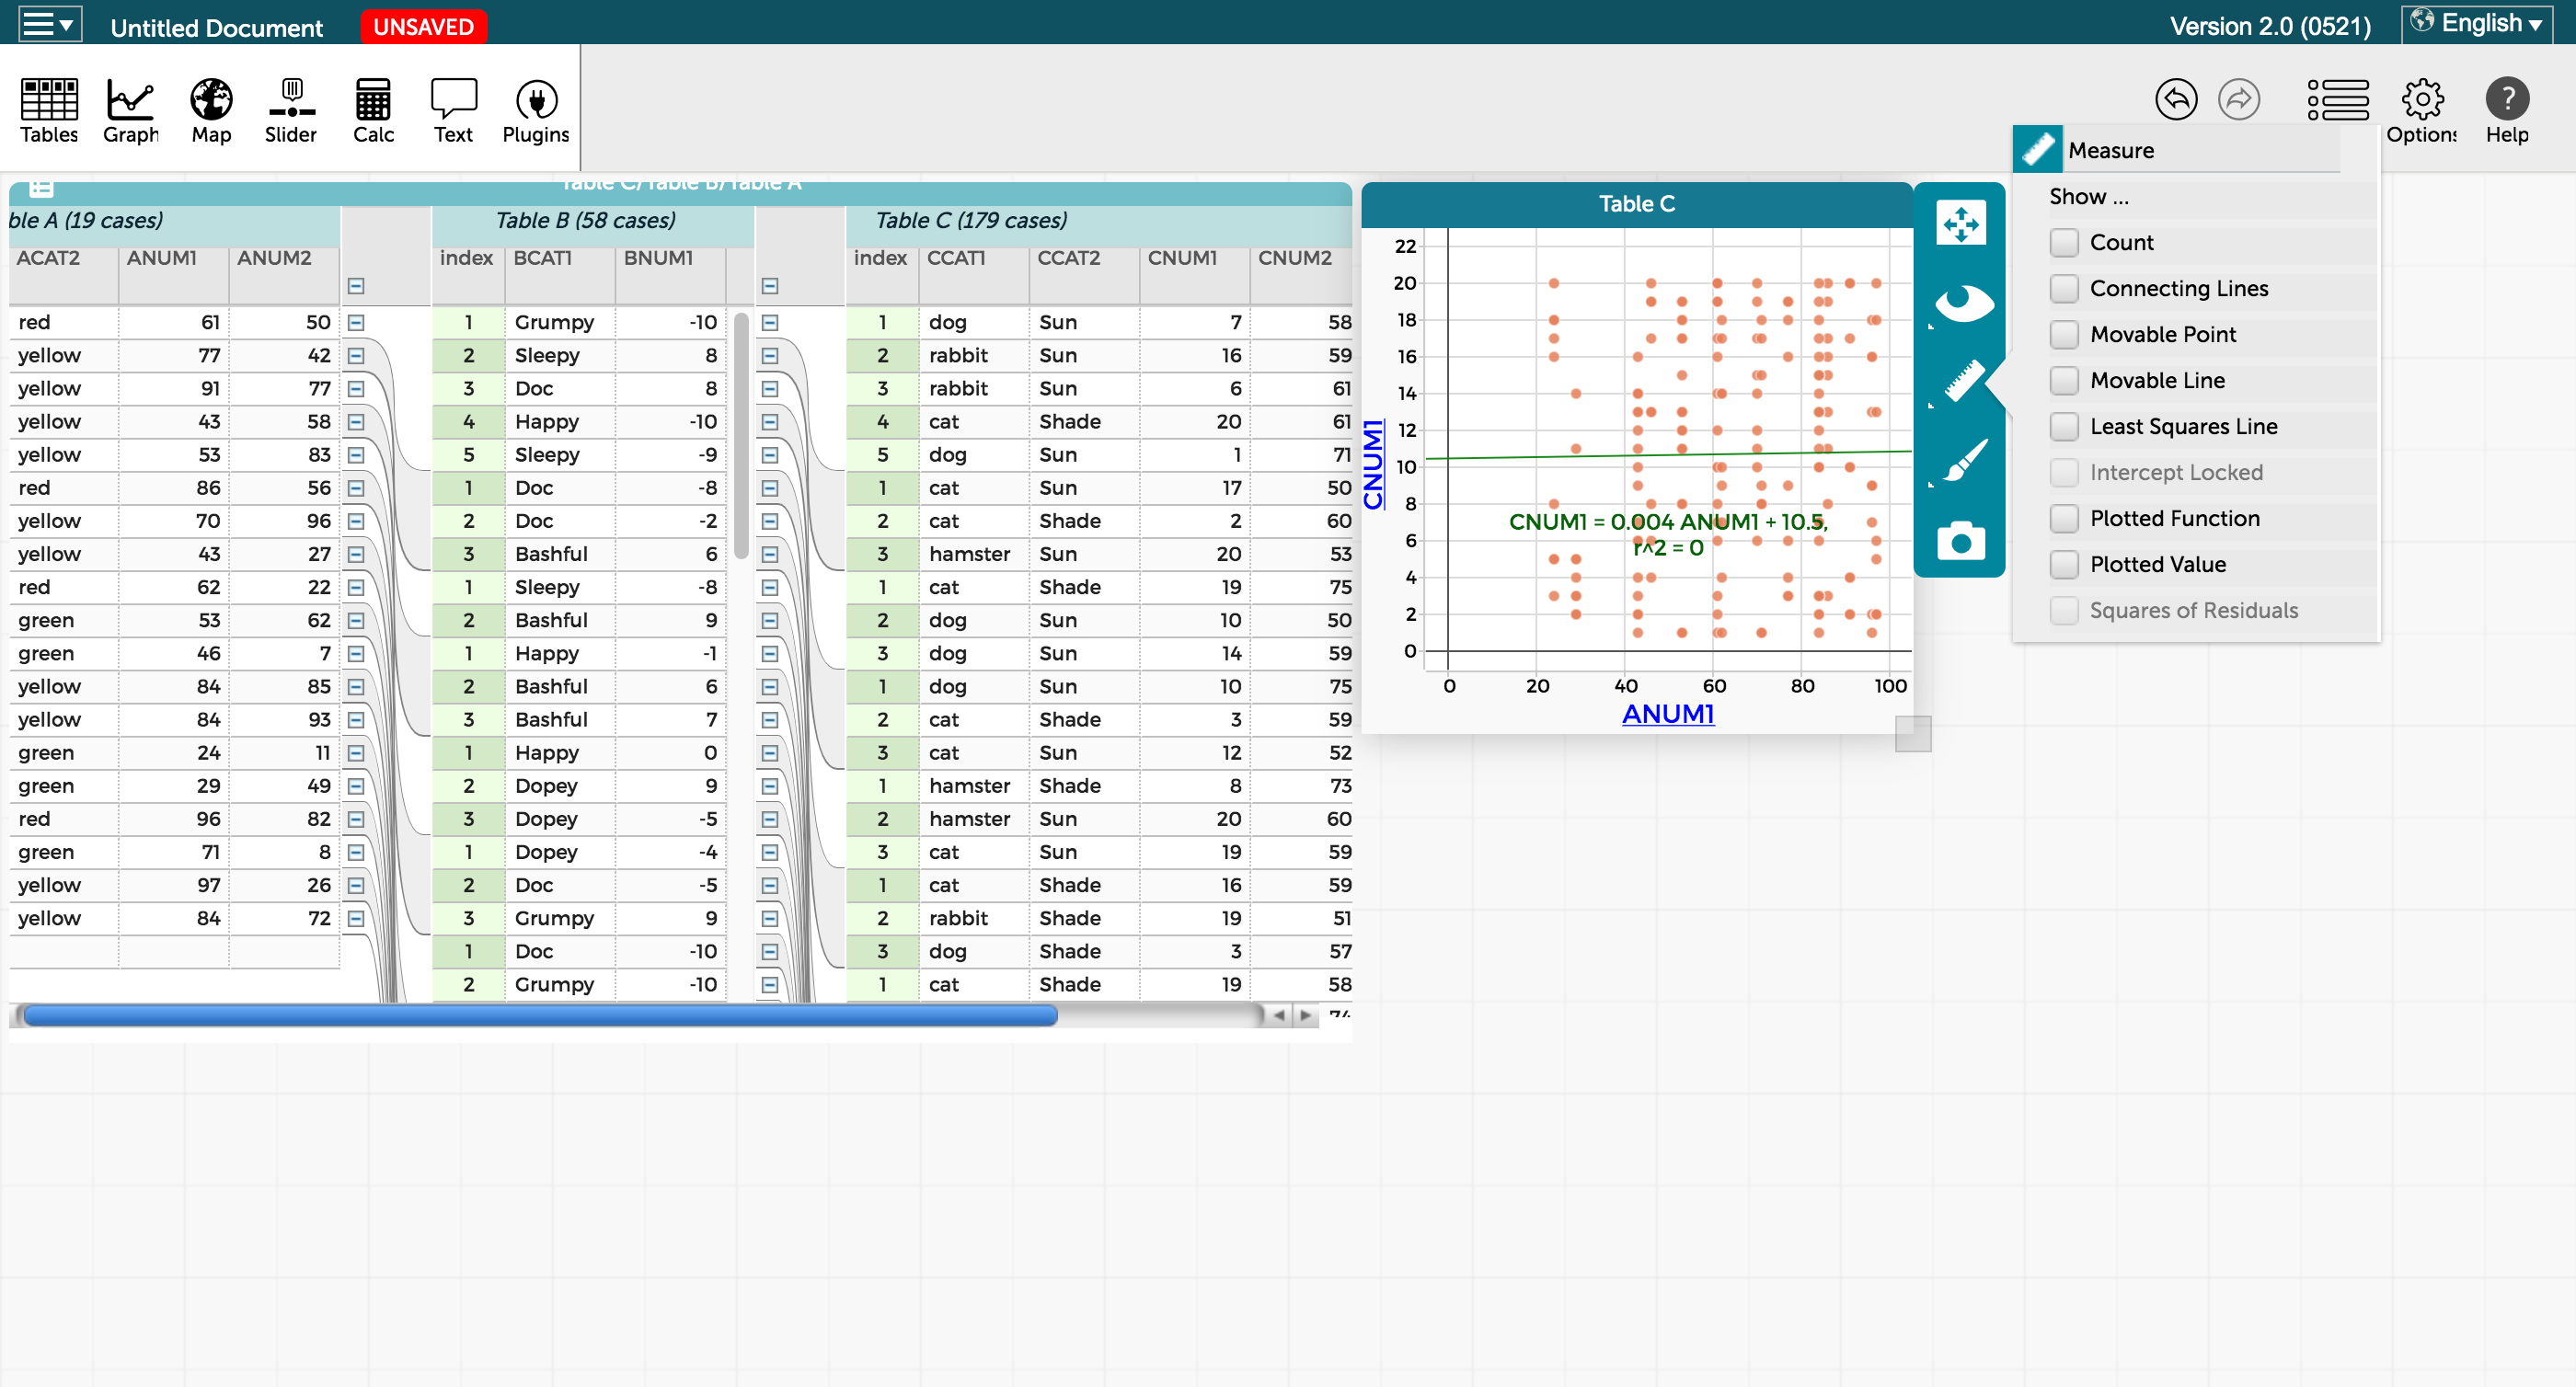 Untitled Document UNSAVED Version 2.0 (0521) English
Tables Graph Map Slider Calc Text Plugins Options Help
Table C/Table B/Table A
ble A (19 cases) Table B (58 cases) Table C (179 cases)
ACAT2 ANUM1 ANUM2 index BCAT1 BNUM1 index CCAT1 CCAT2 CNUM1 CNUM2
red 61 50 1 Grumpy -10 1 dog Sun 7 58
yellow 77 42 2 Sleepy 8 2 rabbit Sun 16 59
yellow 91 77 3 Doc 8 3 rabbit Sun 6 61
yellow 43 58 4 Happy -10 4 cat Shade 20 61
yellow 53 83 5 Sleepy -9 5 dog Sun 1 71
red 86 56 1 Doc -8 1 cat Sun 17 50
yellow 70 96 2 Doc -2 2 cat Shade 2 60
yellow 43 27 3 Bashful 6 3 hamster Sun 20 53
red 62 22 1 Sleepy -8 1 cat Shade 19 75
green 53 62 2 Bashful 9 2 dog Sun 10 50
green 46 7 1 Happy -1 3 dog Sun 14 59
yellow 84 85 2 Bashful 6 1 dog Sun 10 75
yellow 84 93 3 Bashful 7 2 cat Shade 3 59
green 24 11 1 Happy 0 3 cat Sun 12 52
green 29 49 2 Dopey 9 1 hamster Shade 8 73
red 96 82 3 Dopey -5 2 hamster Sun 20 60
green 71 8 1 Dopey -4 3 cat Sun 19 59
yellow 97 26 2 Doc -5 1 cat Shade 16 59
yellow 84 72 3 Grumpy 9 2 rabbit Shade 19 51
1 Doc -10 3 dog Shade 3 57
2 Grumpy -10 1 cat Shade 19 58
74
Table C
22
20
18
16
14
12
10
8
6
4
2
0
CNUM1
CNUM1 = 0.004 ANUM1 + 10.5,
r^2 = 0
0 20 40 60 80 100
ANUM1
Measure
Show ...
Count
Connecting Lines
Movable Point
Movable Line
Least Squares Line
Intercept Locked
Plotted Function
Plotted Value
Squares of Residuals